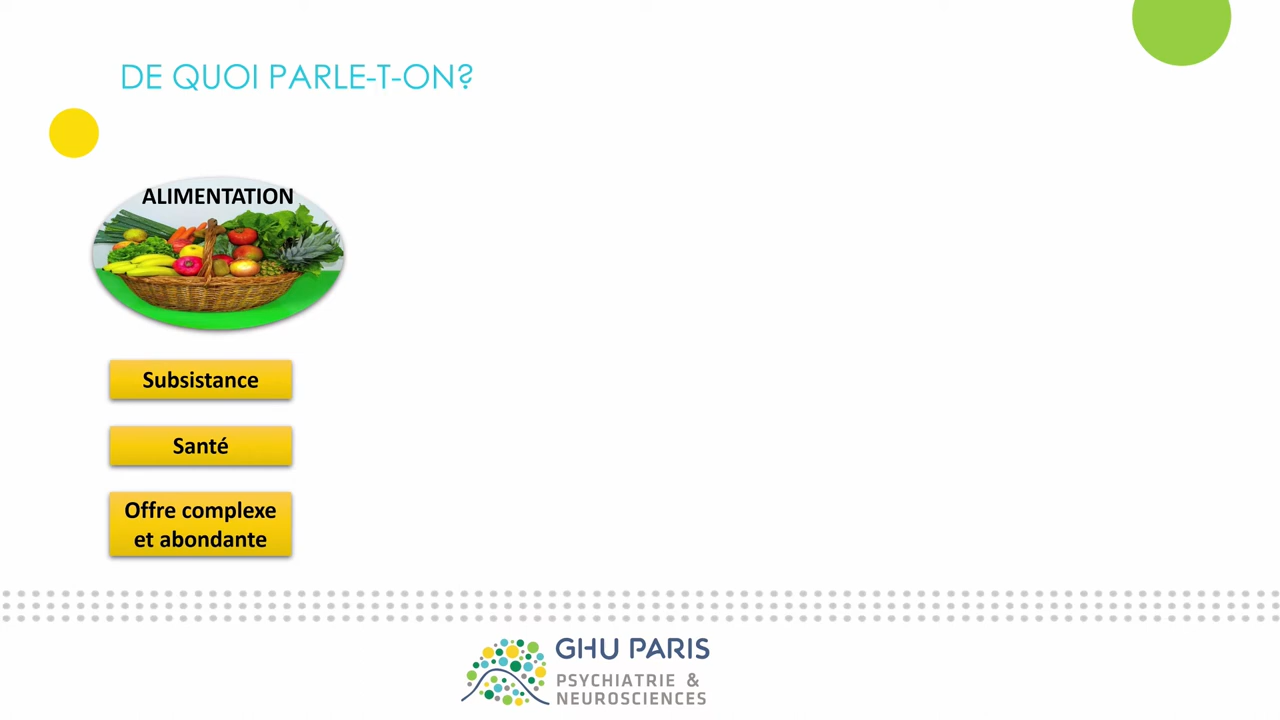 DE QUOI PARLE-T-ON?
ALIMENTATION
Subsistance
Santé
Offre complexe
et abondante
GHU PARIS
PSYCHIATRIE &
NEUROSCIENCES